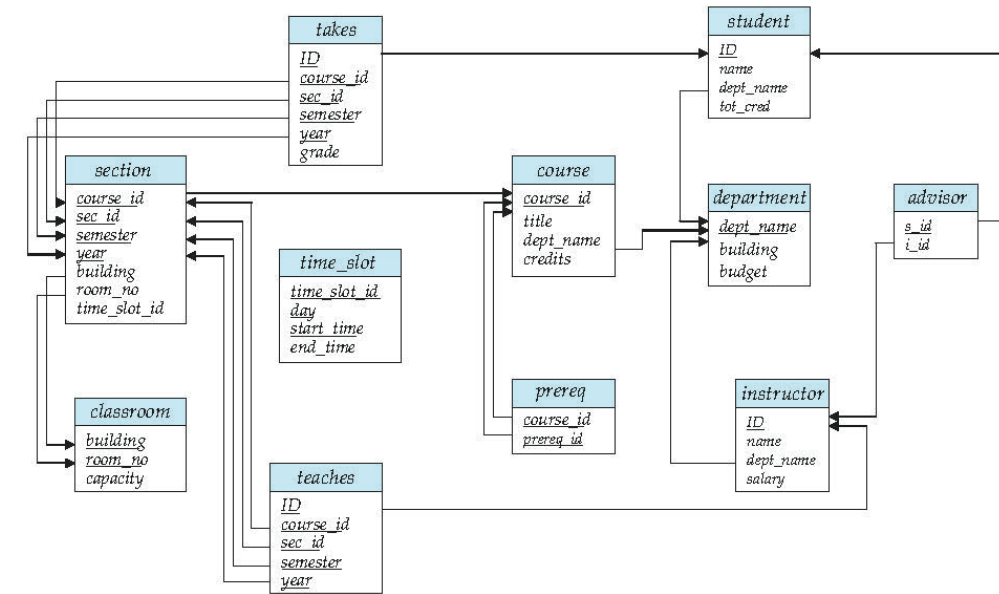 takes
ID
course_id
sec_id
semester
year
grade
student
ID
name
dept_name
tot_cred
section
course_id
sec_id
semester
year
building
room_no
time_slot_id
course
course_id
title
dept_name
credits
department
dept_name
building
budget
advisor
s_id
i_id
time_slot
time_slot_id
day
start_time
end_time
prereq
course_id
prereq_id
instructor
ID
name
dept_name
salary
classroom
building
room_no
capacity
teaches
ID
course_id
sec_id
semester
year